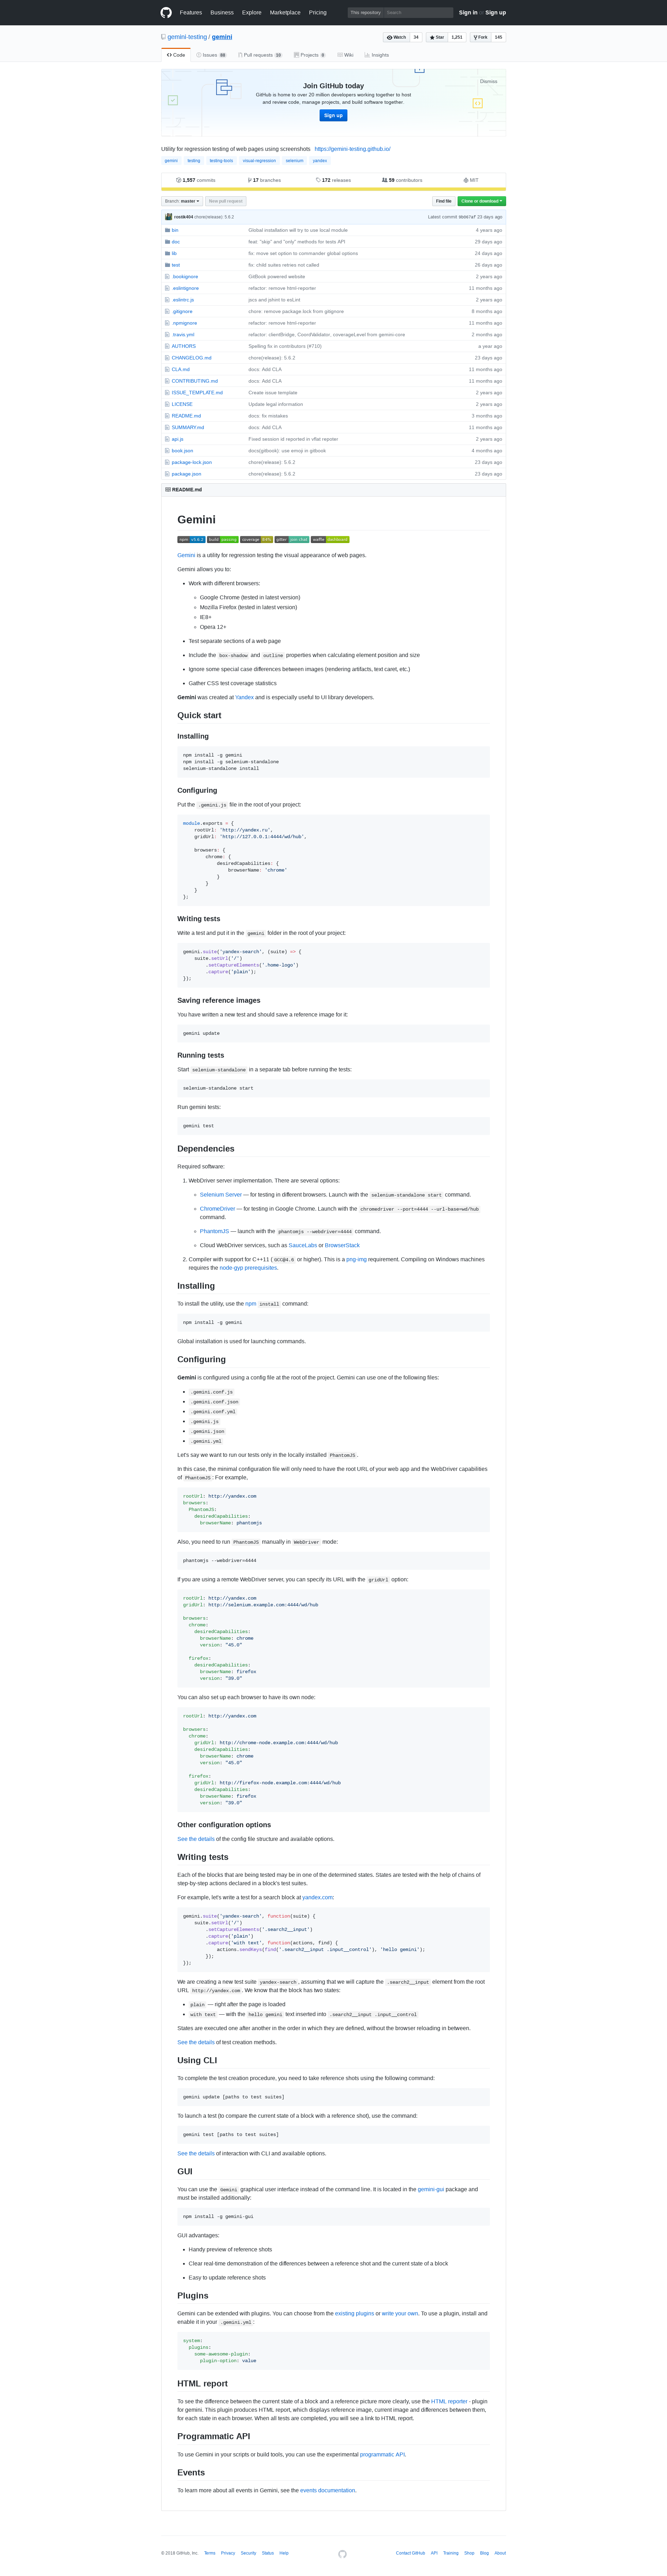 Features Business Explore Marketplace Pricing This repository Search Sign in or Sign up
gemini-testing / gemini
Watch 34 Star 1,251 Fork 145
Code Issues Pull requests Projects Wiki Insights
Dismiss
Join GitHub today
GitHub is home to over 20 million developers working together to host
and review code, manage projects, and build software together.
Sign up
Utility for regression testing of web pages using screenshots https://gemini-testing.github.io/
gemini testing testing-tools visual-regression selenium yandex
1,557 commits 17 branches 172 releases 59 contributors MIT
Branch: master New pull request Find file Clone or download
rostik404 chore(release): 5.6.2 Latest commit 23 days ago
bin Global installation will try to use local module 4 years ago
doc feat: "skip" and "only" methods for tests API 29 days ago
lib fix: move set option to commander global options 24 days ago
test fix: child suites retries not called 26 days ago
.bookignore GitBook powered website 2 years ago
.eslintignore refactor: remove html-reporter 11 months ago
.eslintrc.js jscs and jshint to esLint 2 years ago
.gitignore chore: remove package.lock from gitignore 8 months ago
.npmignore refactor: remove html-reporter 11 months ago
.travis.yml refactor: clientBridge, CoordValidator, coverageLevel from gemini-core 2 months ago
AUTHORS Spelling fix in contributors (#710) a year ago
CHANGELOG.md chore(release): 5.6.2 23 days ago
CLA.md docs: Add CLA 11 months ago
CONTRIBUTING.md docs: Add CLA 11 months ago
ISSUE_TEMPLATE.md Create issue template 2 years ago
LICENSE Update legal information 2 years ago
README.md docs: fix mistakes 3 months ago
SUMMARY.md docs: Add CLA 11 months ago
api.js Fixed session id reported in vflat repoter 2 years ago
book.json docs(gitbook): use emoji in gitbook 4 months ago
package-lock.json chore(release): 5.6.2 23 days ago
package.json chore(release): 5.6.2 23 days ago
README.md
Gemini
npm v5.6.2 build passing coverage gitter join chat waffle dashboard
Gemini is a utility for regression testing the visual appearance of web pages.
Gemini allows you to:
Work with different browsers:
Google Chrome (tested in latest version)
Mozilla Firefox (tested in latest version)
IE8+
Opera 12+
Test separate sections of a web page
Include the box-shadow and outline properties when calculating element position and size
Ignore some special case differences between images (rendering artifacts, text caret, etc.)
Gather CSS test coverage statistics
Gemini was created at Yandex and is especially useful to UI library developers.
Quick start
Installing
npm install -g gemini
npm install -g selenium-standalone
selenium-standalone install
Configuring
Put the .gemini.js file in the root of your project:
module.exports = {
rootUrl: 'http://yandex.ru',
gridUrl: 'http://127.0.0.1:4444/wd/hub',
browsers: {
chrome: {
desiredCapabilities: {
browserName: 'chrome'
}
}
}
};
Writing tests
Write a test and put it in the gemini folder in the root of your project:
gemini.suite('yandex-search', (suite) => {
suite.setUrl('/')
.setCaptureElements('.home-logo')
.capture('plain');
});
Saving reference images
You have written a new test and should save a reference image for it:
gemini update
Running tests
Start selenium-standalone in a separate tab before running the tests:
selenium-standalone start
Run gemini tests:
gemini test
Dependencies
Required software:
1. WebDriver server implementation. There are several options:
Selenium Server — for testing in different browsers. Launch with the selenium-standalone start command.
ChromeDriver — for testing in Google Chrome. Launch with the chromedriver --port=4444 --url-base=wd/hub
command.
PhantomJS — launch with the phantomjs --webdriver=4444 command.
Cloud WebDriver services, such as SauceLabs or BrowserStack
2. Compiler with support for C++11 ( GCC@4.6 or higher). This is a png-img requirement. Compiling on Windows machines
requires the node-gyp prerequisites.
Installing
To install the utility, use the npm install command:
npm install -g gemini
Global installation is used for launching commands.
Configuring
Gemini is configured using a config file at the root of the project. Gemini can use one of the following files:
.gemini.conf.js
.gemini.conf.json
.gemini.conf.yml
.gemini.js
.gemini.json
.gemini.yml
Let's say we want to run our tests only in the locally installed PhantomJS .
In this case, the minimal configuration file will only need to have the root URL of your web app and the WebDriver capabilities
of PhantomJS : For example,
rootUrl: http://yandex.com
browsers:
PhantomJS:
desiredCapabilities:
browserName: phantomjs
Also, you need to run PhantomJS manually in WebDriver mode:
phantomjs --webdriver=4444
If you are using a remote WebDriver server, you can specify its URL with the gridUrl option:
rootUrl: http://yandex.com
gridUrl: http://selenium.example.com:4444/wd/hub
browsers:
chrome:
desiredCapabilities:
browserName: chrome
version: "45.0"
firefox:
desiredCapabilities:
browserName: firefox
version: "39.0"
You can also set up each browser to have its own node:
rootUrl: http://yandex.com
browsers:
chrome:
gridUrl: http://chrome-node.example.com:4444/wd/hub
desiredCapabilities:
browserName: chrome
version: "45.0"
firefox:
gridUrl: http://firefox-node.example.com:4444/wd/hub
desiredCapabilities:
browserName: firefox
version: "39.0"
Other configuration options
See the details of the config file structure and available options.
Writing tests
Each of the blocks that are being tested may be in one of the determined states. States are tested with the help of chains of
step-by-step actions declared in a block's test suites.
For example, let's write a test for a search block at yandex.com:
gemini.suite('yandex-search', function(suite) {
suite.setUrl('/')
.setCaptureElements('.search2__input')
.capture('plain')
.capture('with text', function(actions, find) {
actions.sendKeys(find('.search2__input .input__control'), 'hello gemini');
});
});
We are creating a new test suite yandex-search , assuming that we will capture the .search2__input element from the root
URL http://yandex.com . We know that the block has two states:
plain — right after the page is loaded
with text — with the hello gemini text inserted into .search2__input .input__control
States are executed one after another in the order in which they are defined, without the browser reloading in between.
See the details of test creation methods.
Using CLI
To complete the test creation procedure, you need to take reference shots using the following command:
gemini update [paths to test suites]
To launch a test (to compare the current state of a block with a reference shot), use the command:
gemini test [paths to test suites]
See the details of interaction with CLI and available options.
GUI
You can use the Gemini graphical user interface instead of the command line. It is located in the gemini-gui package and
must be installed additionally:
npm install -g gemini-gui
GUI advantages:
Handy preview of reference shots
Clear real-time demonstration of the differences between a reference shot and the current state of a block
Easy to update reference shots
Plugins
Gemini can be extended with plugins. You can choose from the existing plugins or write your own. To use a plugin, install and
enable it in your .gemini.yml :
system:
plugins:
some-awesome-plugin:
plugin-option: value
HTML report
To see the difference between the current state of a block and a reference picture more clearly, use the HTML reporter - plugin
for gemini. This plugin produces HTML report, which displays reference image, current image and differences between them,
for each state in each browser. When all tests are completed, you will see a link to HTML report.
Programmatic API
To use Gemini in your scripts or build tools, you can use the experimental programmatic API.
Events
To learn more about all events in Gemini, see the events documentation.
© 2018 GitHub, Inc. Terms Privacy Security Status Help Contact GitHub API Training Shop Blog About